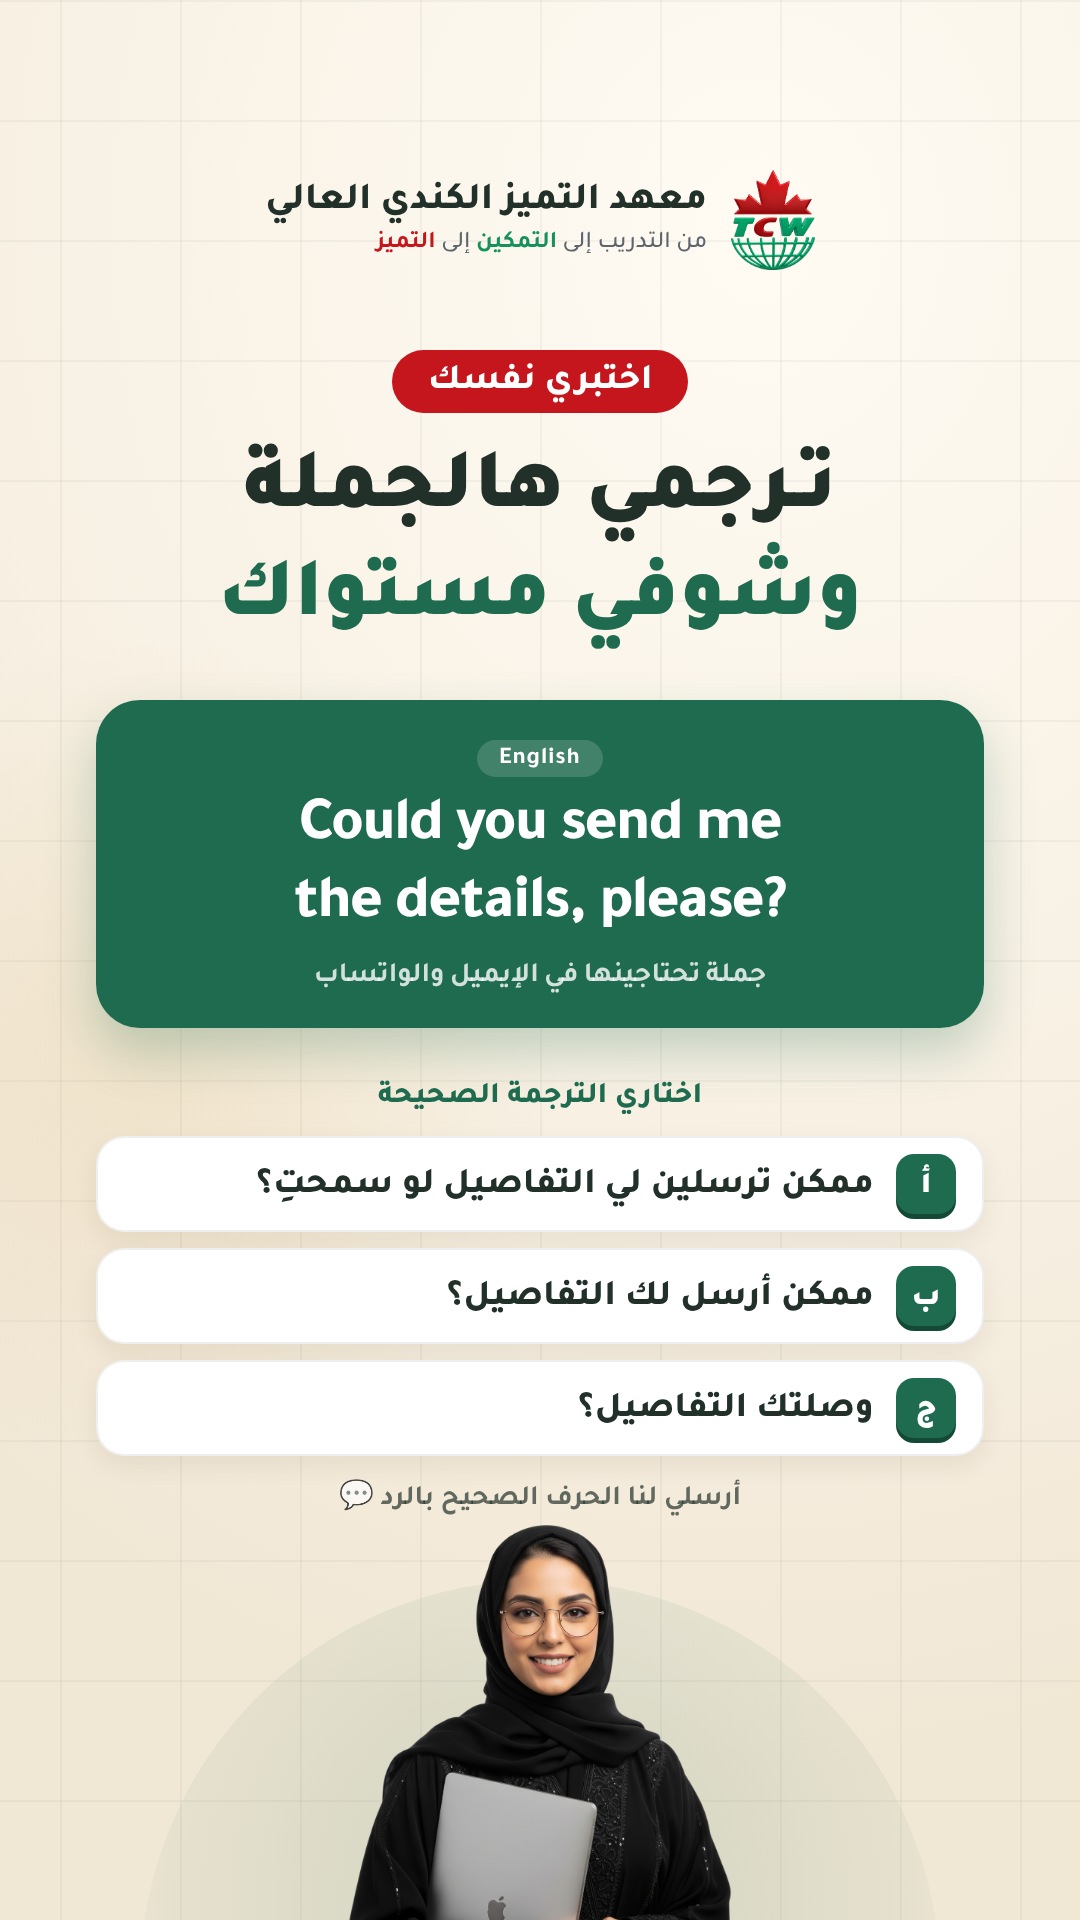 معهد التميز الكندي العالي
من التدريب إلى التمكين إلى التميز
TCW
اختبري نفسك
ترجمي هالجملة
وشوفي مستواك
English
Could you send me
the details, please?
جملة تحتاجينها في الإيميل والواتساب
اختاري الترجمة الصحيحة
أ ممكن ترسلين لي التفاصيل لو سمحتِ؟
ب ممكن أرسل لك التفاصيل؟
ج وصلتك التفاصيل؟
أرسلي لنا الحرف الصحيح بالرد 💬